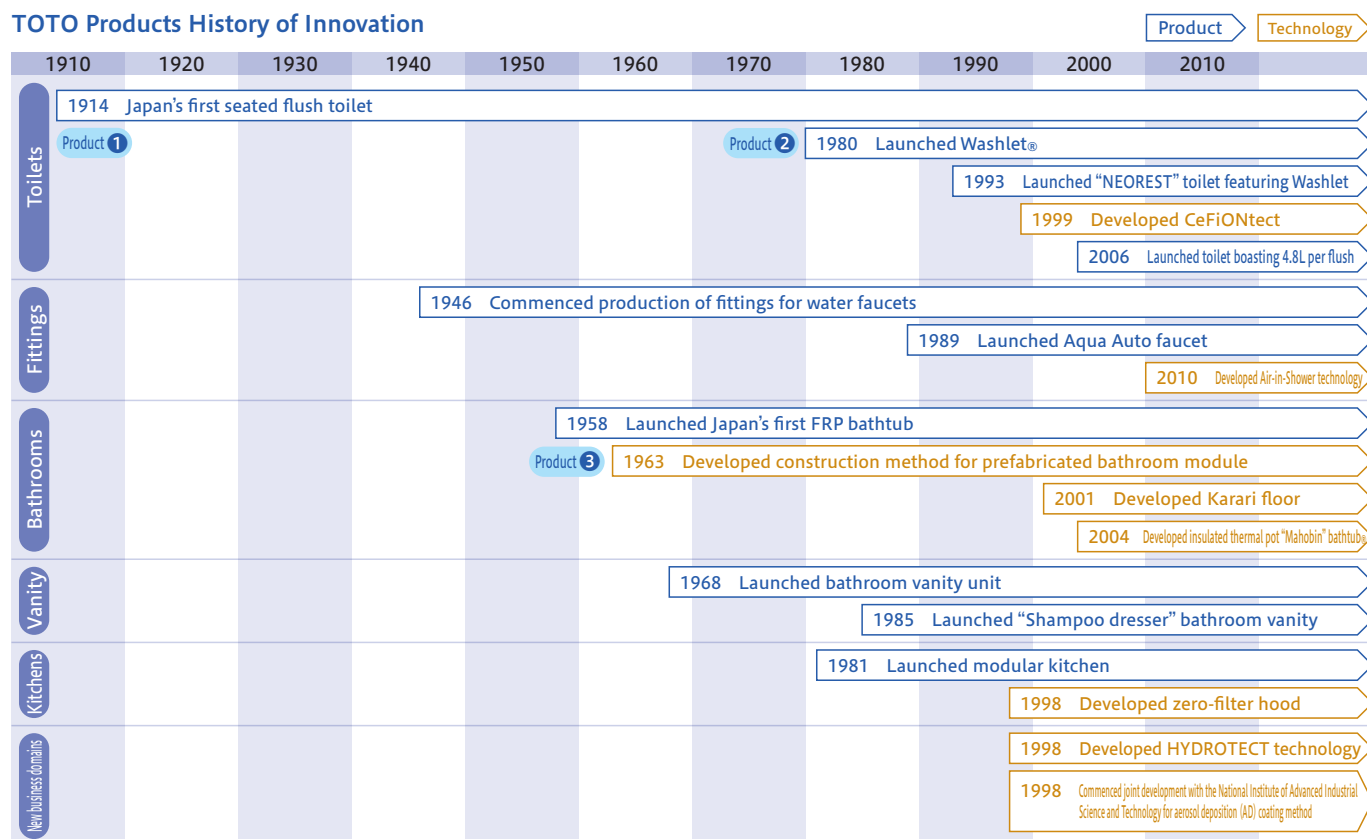 TOTO Products History of Innovation
Product
Technology
1910 1920 1930 1940 1950 1960 1970 1980 1990 2000 2010
Toilets
1914 Japan's first seated flush toilet
Product 1
Product 2
1980 Launched Washlet®
1993 Launched “NEOREST” toilet featuring Washlet
1999 Developed CeFiONtect
2006 Launched toilet boasting 4.8L per flush
Fittings
1946 Commenced production of fittings for water faucets
1989 Launched Aqua Auto faucet
2010 Developed Air-in-Shower technology
Bathrooms
1958 Launched Japan's first FRP bathtub
Product 3
1963 Developed construction method for prefabricated bathroom module
2001 Developed Karari floor
2004 Developed insulated thermal pot “Mahobin” bathtub®
Vanity
1968 Launched bathroom vanity unit
1985 Launched “Shampoo dresser” bathroom vanity
Kitchens
1981 Launched modular kitchen
1998 Developed zero-filter hood
New business domains
1998 Developed HYDROTECT technology
1998 Commenced joint development with the National Institute of Advanced Industrial
Science and Technology for aerosol deposition (AD) coating method